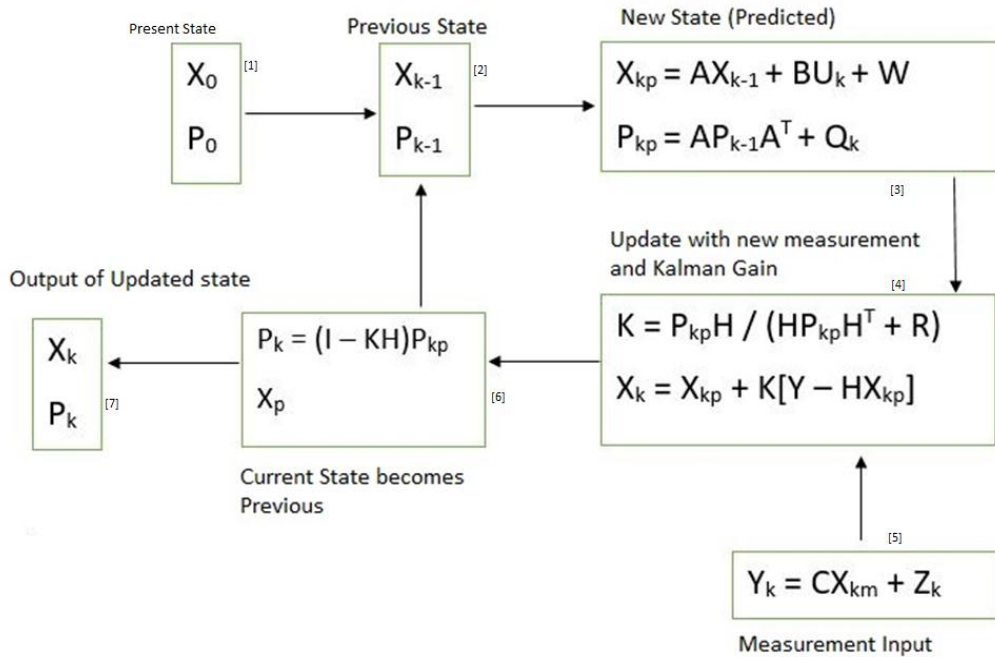 Present State
X₀
P₀
[1]
Previous State
Xₖ₋₁
Pₖ₋₁
[2]
New State (Predicted)
Xₖₚ = AXₖ₋₁ + BUₖ + W
Pₖₚ = APₖ₋₁Aᵀ + Qₖ
[3]
Update with new measurement
and Kalman Gain
[4]
K = PₖₚH / (HPₖₚHᵀ + R)
Xₖ = Xₖₚ + K[Y – HXₖₚ]
[5]
Yₖ = CXₖₘ + Zₖ
Measurement Input
Pₖ = (I – KH)Pₖₚ
Xₚ
[6]
Current State becomes
Previous
Output of Updated state
Xₖ
Pₖ
[7]